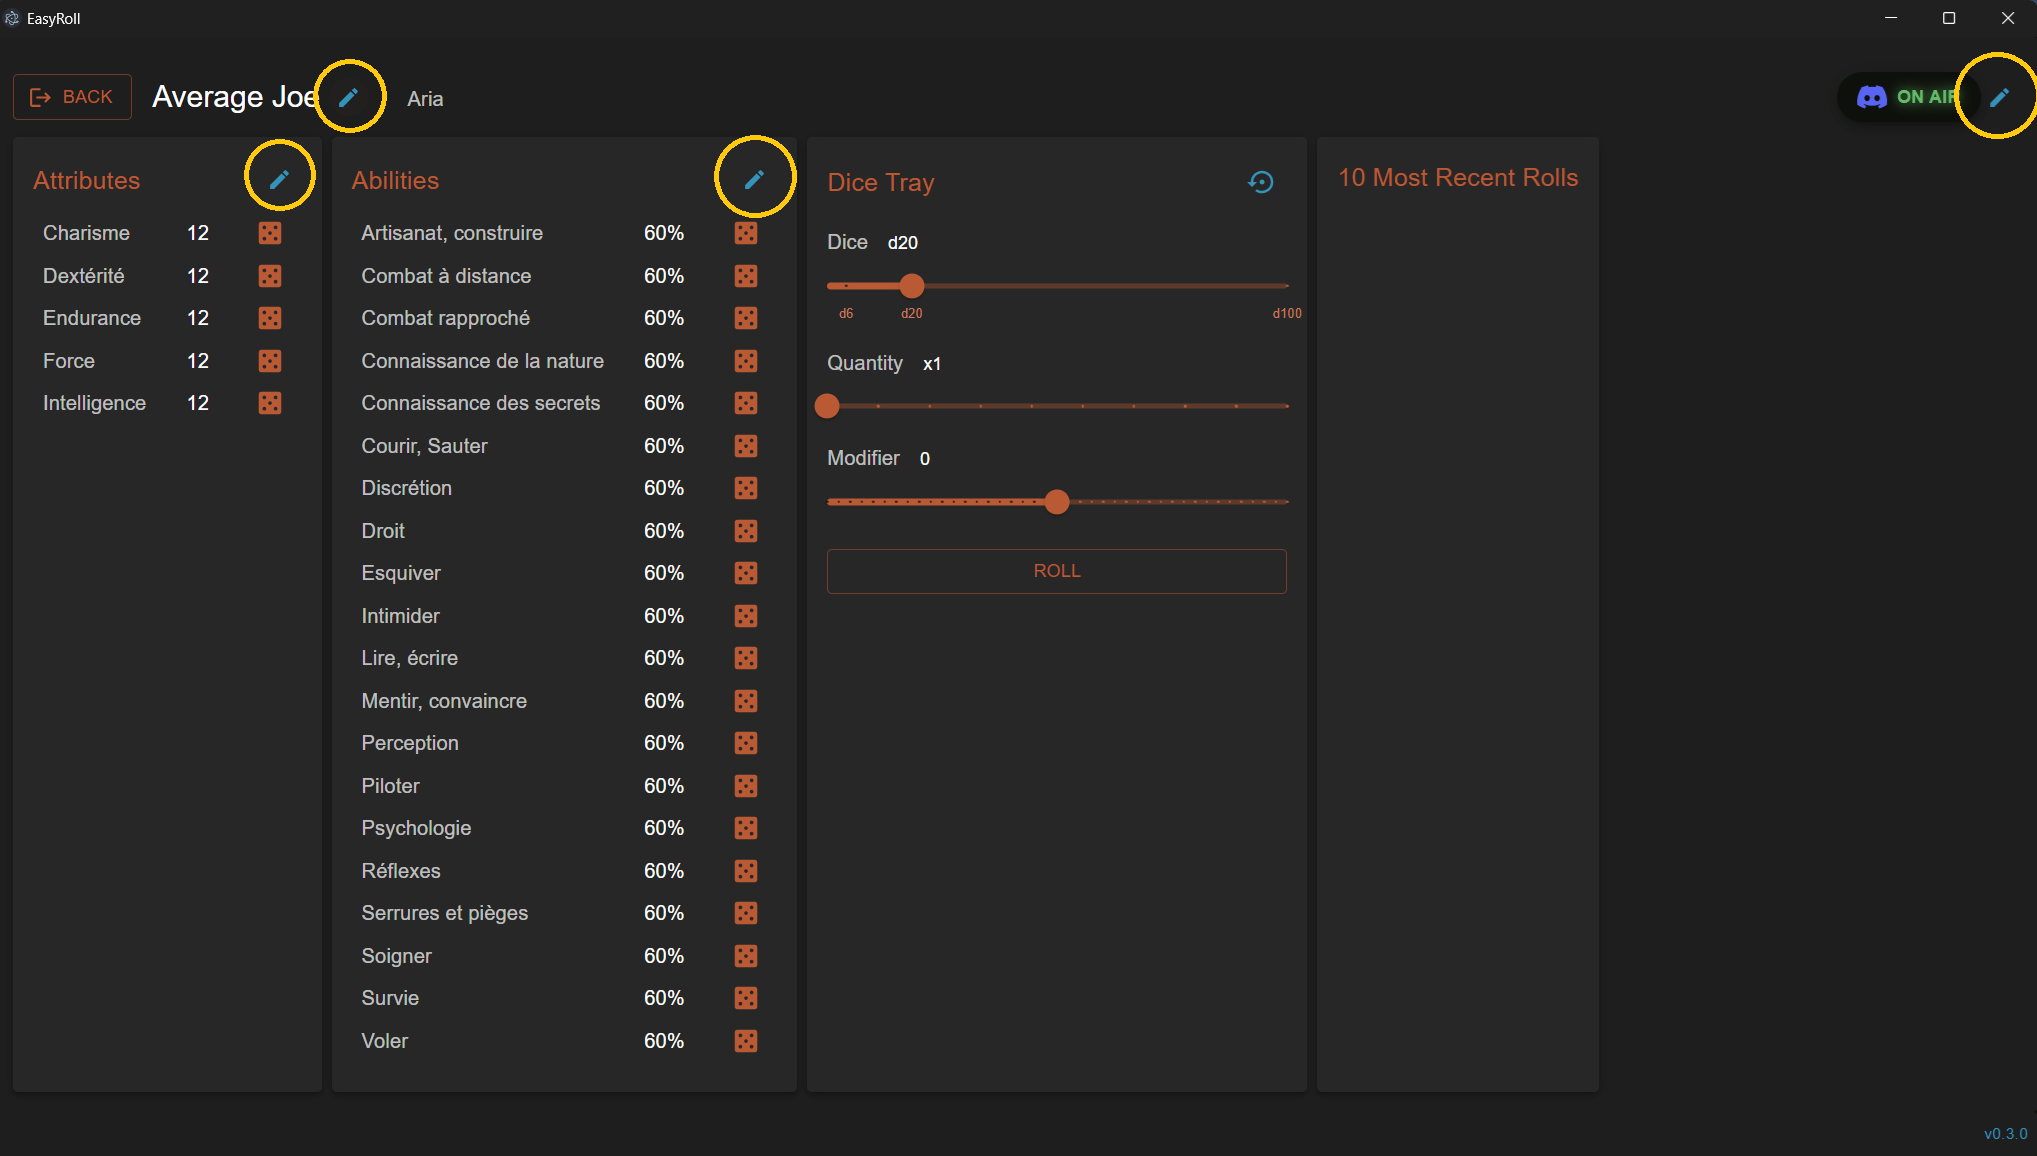 EasyRoll
BACK
Average Joe
Aria
ON AIR
Attributes
Charisme 12
Dextérité 12
Endurance 12
Force 12
Intelligence 12
Abilities
Artisanat, construire 60%
Combat à distance 60%
Combat rapproché 60%
Connaissance de la nature 60%
Connaissance des secrets 60%
Courir, Sauter 60%
Discrétion 60%
Droit 60%
Esquiver 60%
Intimider 60%
Lire, écrire 60%
Mentir, convaincre 60%
Perception 60%
Piloter 60%
Psychologie 60%
Réflexes 60%
Serrures et pièges 60%
Soigner 60%
Survie 60%
Voler 60%
Dice Tray
Dice d20
d6 d20 d100
Quantity x1
Modifier 0
ROLL
10 Most Recent Rolls
v0.3.0